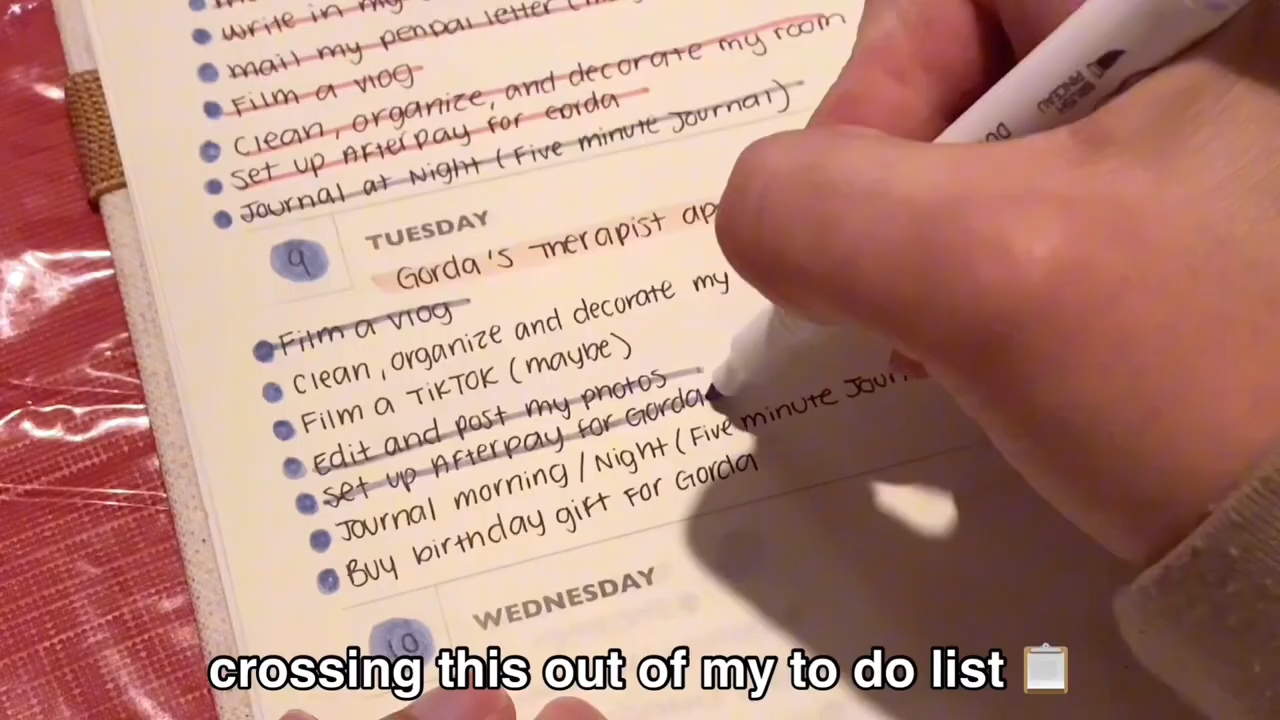 write in my
mail my penpal letter
Film a vlog
Clean, organize, and decorate my room
set up Afterpay for Gorda
Journal at Night (Five minute Journal)
9
TUESDAY
Gorda's Therapist ap
Film a vlog
Clean, organize and decorate my
Film a TikTOK (maybe)
Edit and post my photos
set up Afterpay for Gorda
Journal morning / Night (Five minute Jour
Buy birthday gift For Gorda
10
WEDNESDAY
crossing this out of my to do list 📋